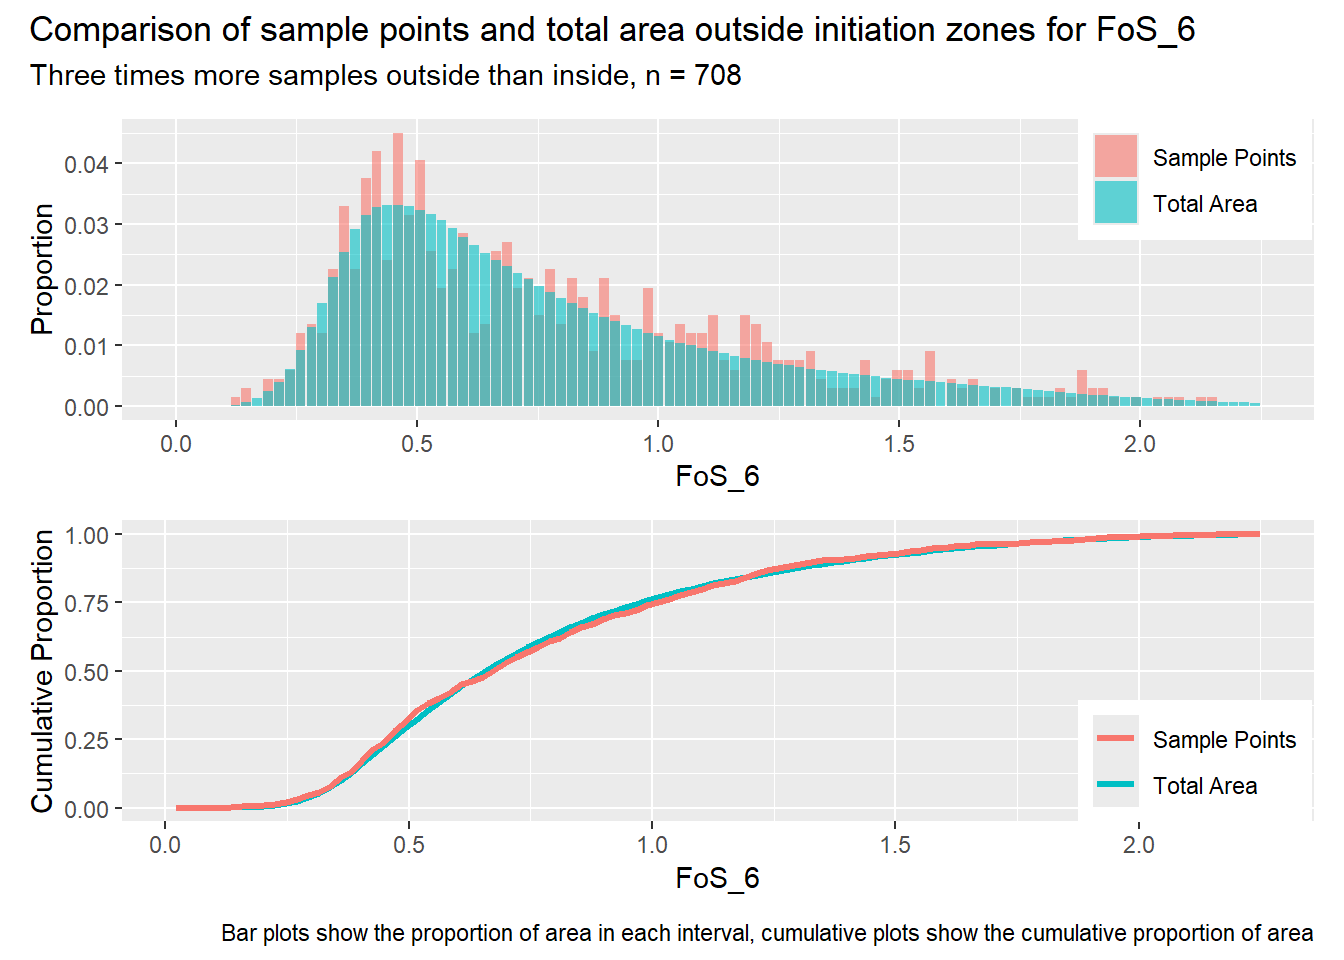 Comparison of sample points and total area outside initiation zones for FoS_6
Three times more samples outside than inside, n = 708
Proportion
0.04
0.03
0.02
0.01
0.00
Sample Points
Total Area
0.0 0.5 1.0 1.5 2.0
FoS_6
Cumulative Proportion
1.00
0.75
0.50
0.25
0.00
Sample Points
Total Area
0.0 0.5 1.0 1.5 2.0
FoS_6
Bar plots show the proportion of area in each interval, cumulative plots show the cumulative proportion of area